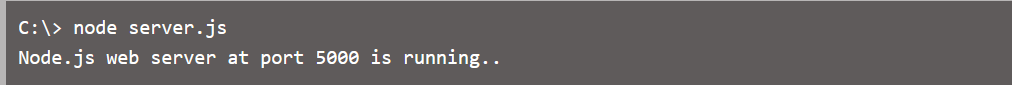 C:\> node server.js
Node.js web server at port 5000 is running..